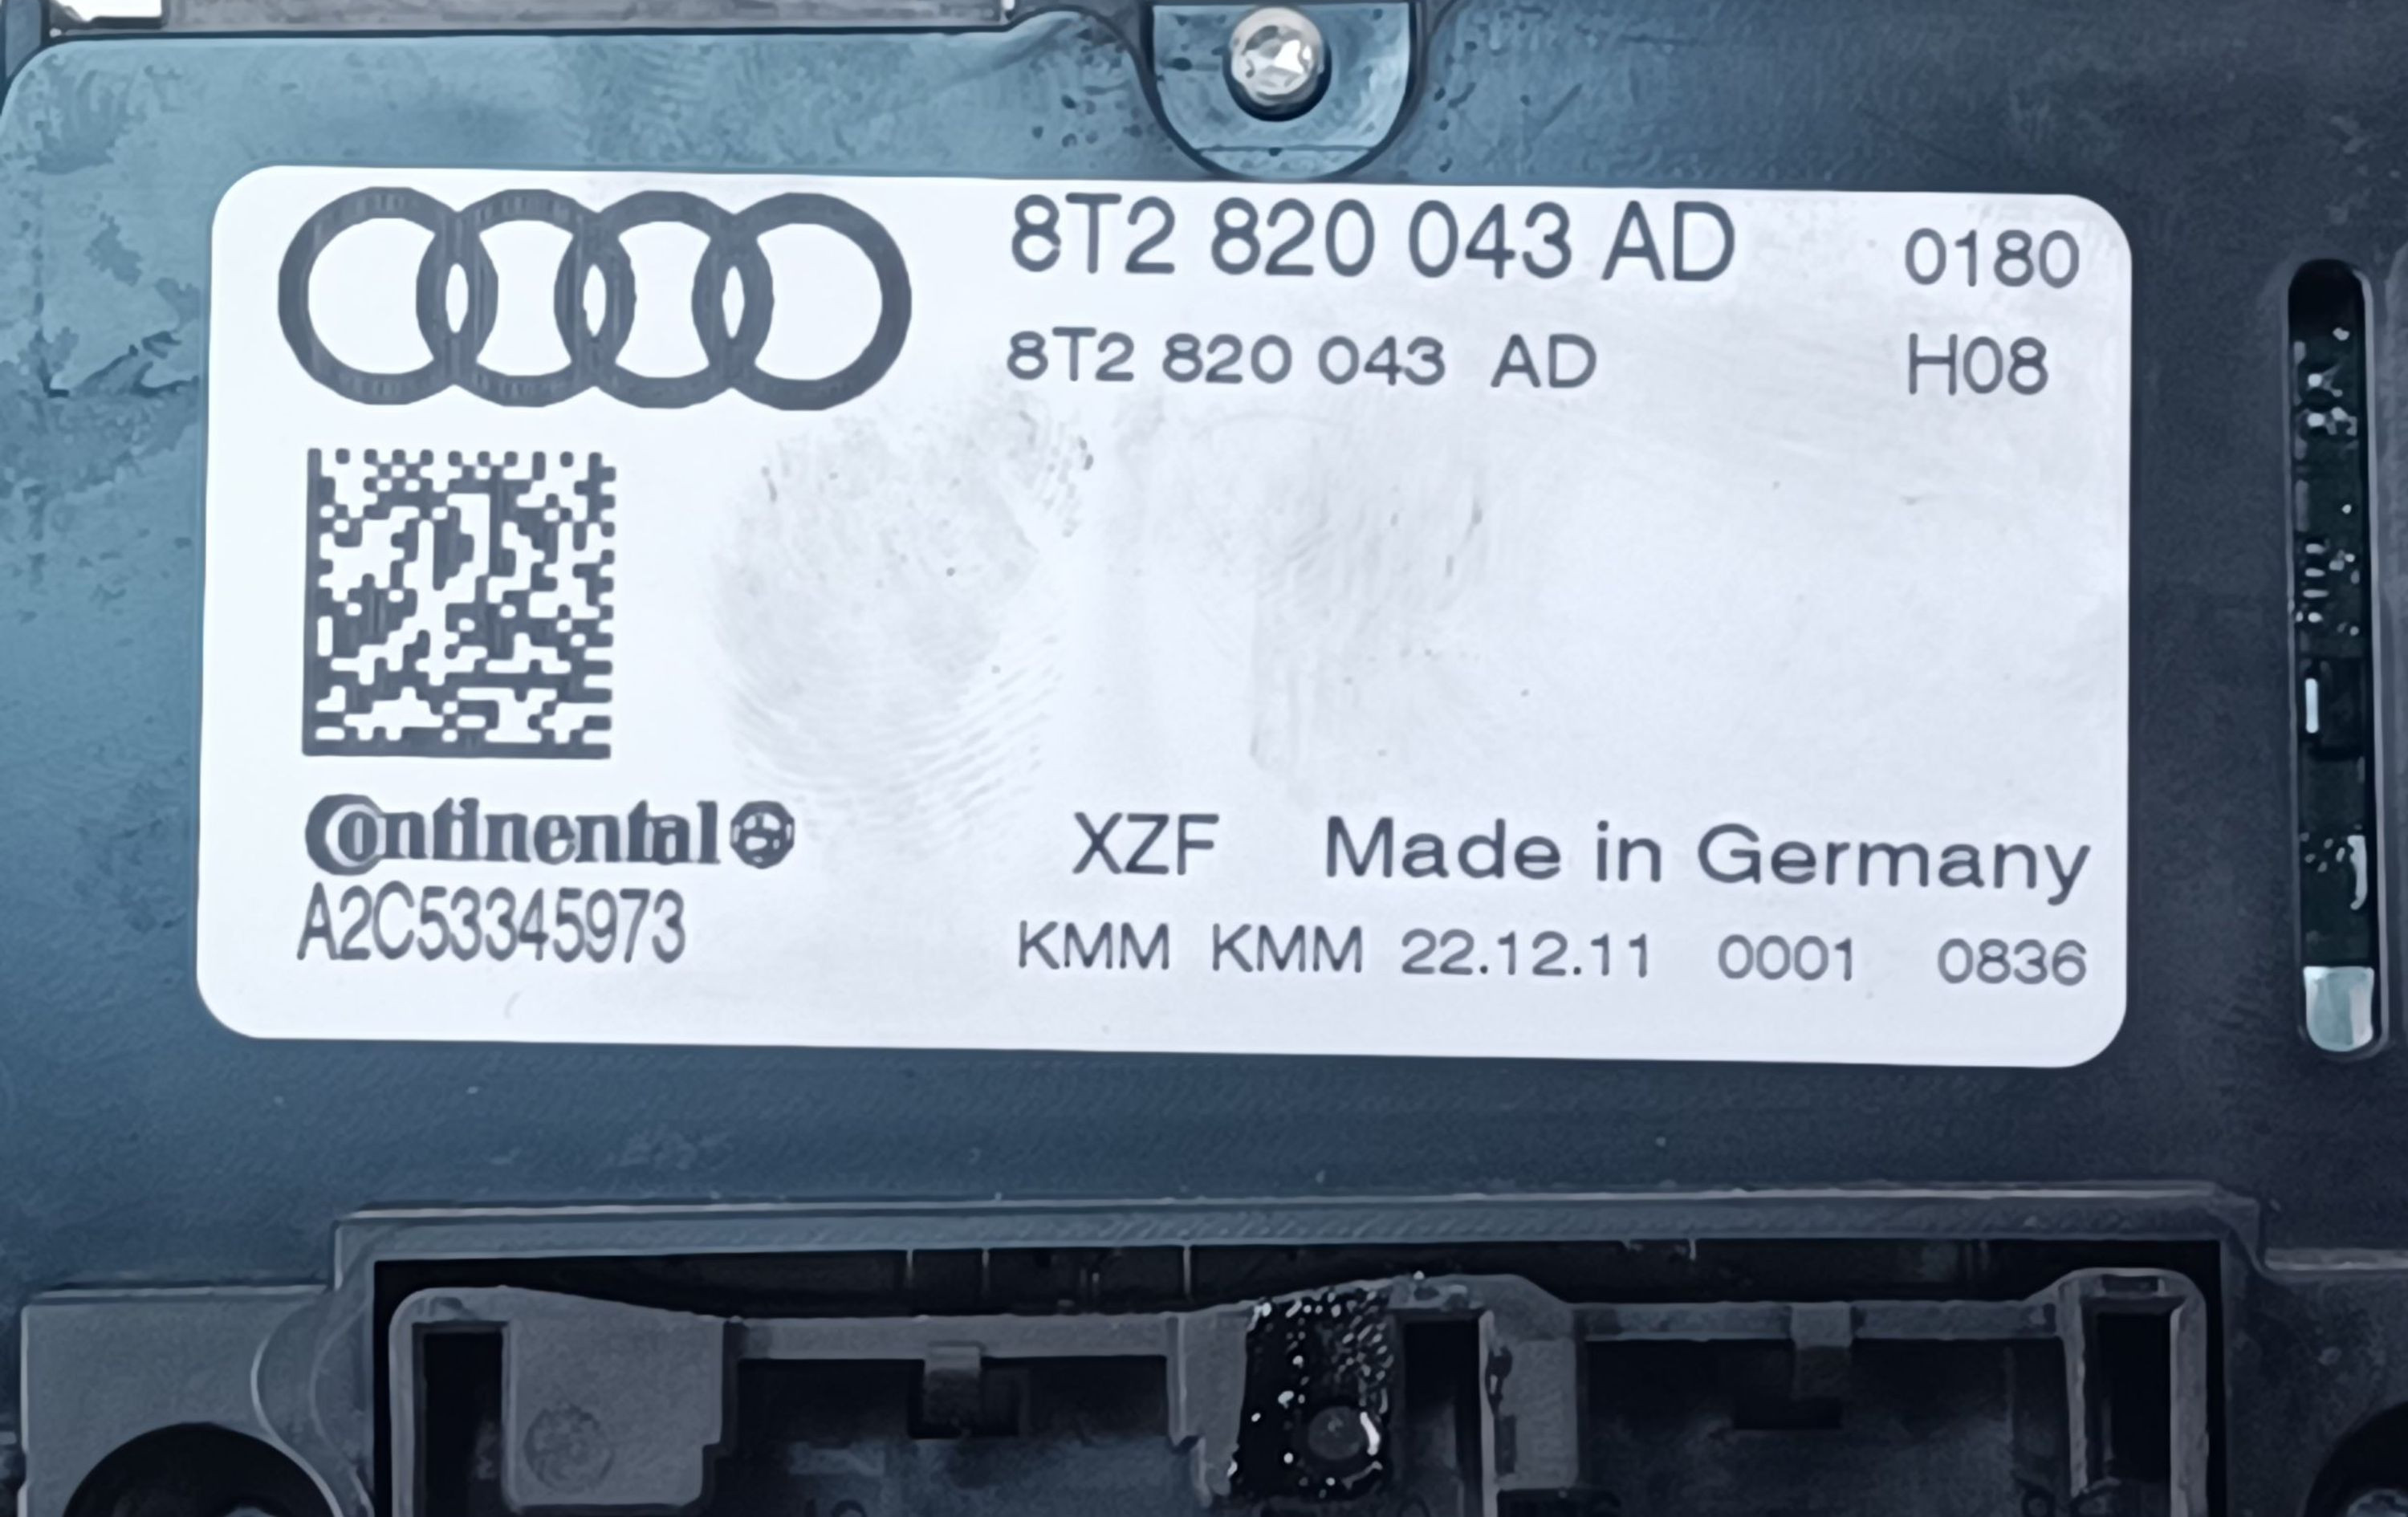 8T2 820 043 AD 0180
8T2 820 043 AD H08
Continental
A2C53345973
XZF Made in Germany
KMM KMM 22.12.11 0001 0836